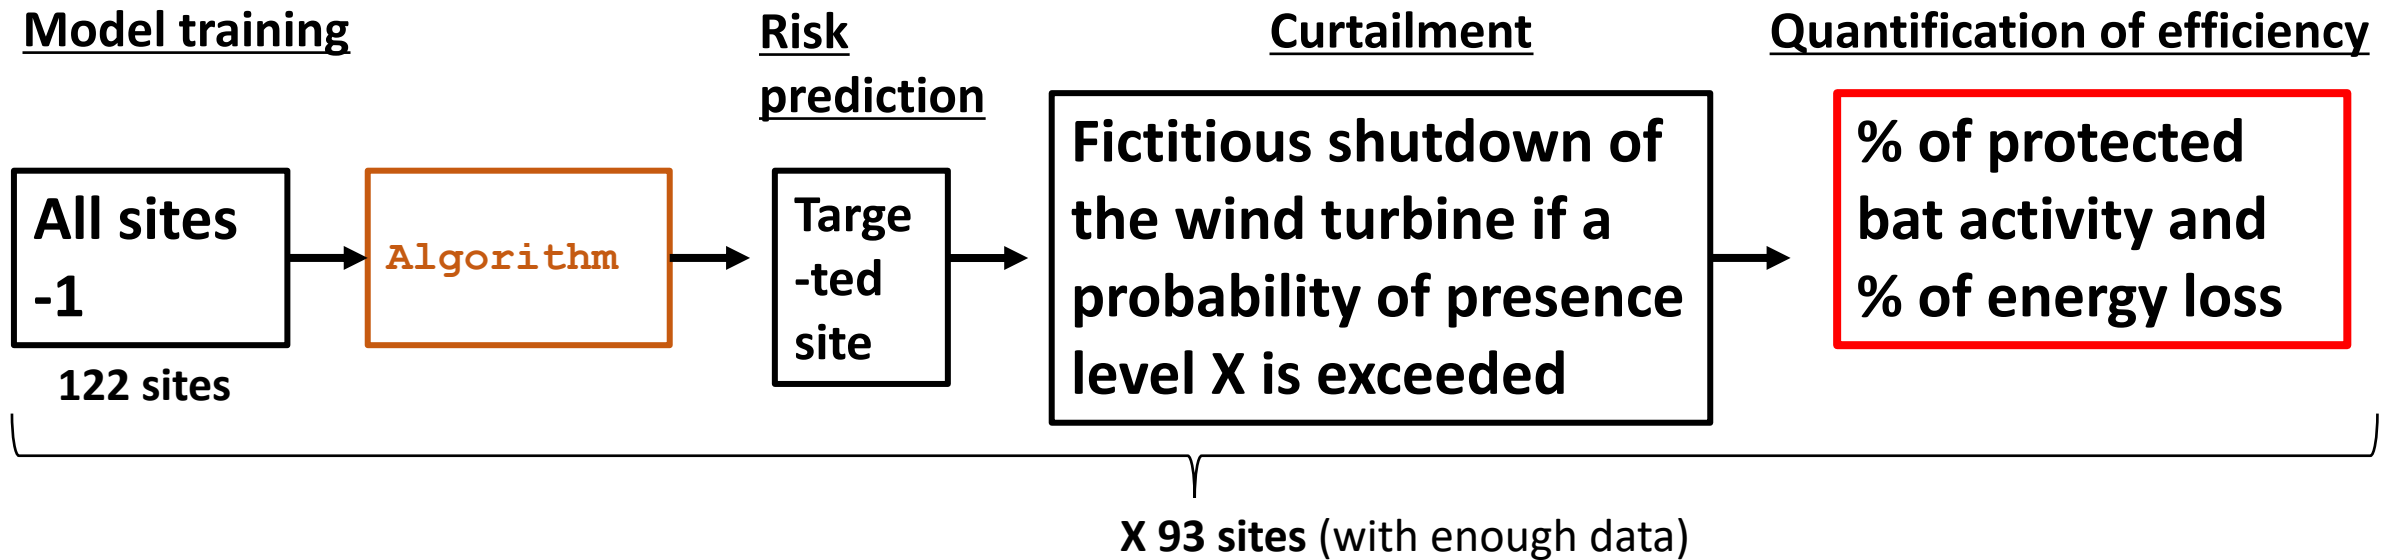 Model training
Risk
prediction
Curtailment
Quantification of efficiency
All sites
-1
122 sites
Algorithm
Targe
-ted
site
Fictitious shutdown of
the wind turbine if a
probability of presence
level X is exceeded
% of protected
bat activity and
% of energy loss
X 93 sites (with enough data)